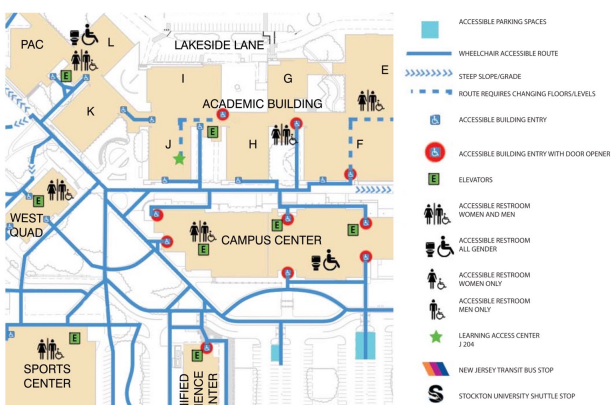 PAC
L
LAKESIDE LANE
I
G
E
ACADEMIC BUILDING
K
J
H
F
E
E
WEST
QUAD
CAMPUS CENTER
E
E
E
SPORTS
CENTER
E
E
UNIFIED
SCIENCE
CENTER
ACCESSIBLE PARKING SPACES
WHEELCHAIR ACCESSIBLE ROUTE
STEEP SLOPE/GRADE
ROUTE REQUIRES CHANGING FLOORS/LEVELS
ACCESSIBLE BUILDING ENTRY
ACCESSIBLE BUILDING ENTRY WITH DOOR OPENER
E
ELEVATORS
ACCESSIBLE RESTROOM
WOMEN AND MEN
ACCESSIBLE RESTROOM
ALL GENDER
ACCESSIBLE RESTROOM
WOMEN ONLY
ACCESSIBLE RESTROOM
MEN ONLY
LEARNING ACCESS CENTER
J 204
NEW JERSEY TRANSIT BUS STOP
S
STOCKTON UNIVERSITY SHUTTLE STOP